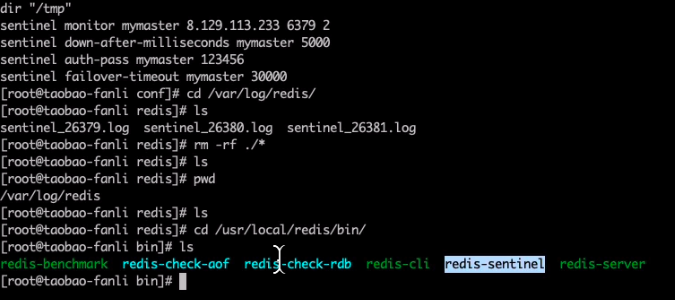 dir "/tmp"
sentinel monitor mymaster 8.129.113.233 6379 2
sentinel down-after-milliseconds mymaster 5000
sentinel auth-pass mymaster 123456
sentinel failover-timeout mymaster 30000
[root@taobao-fanli conf]# cd /var/log/redis/
[root@taobao-fanli redis]# ls
sentinel_26379.log  sentinel_26380.log  sentinel_26381.log
[root@taobao-fanli redis]# rm -rf ./*
[root@taobao-fanli redis]# ls
[root@taobao-fanli redis]# pwd
/var/log/redis
[root@taobao-fanli redis]# ls
[root@taobao-fanli redis]# cd /usr/local/redis/bin/
[root@taobao-fanli bin]# ls
redis-benchmark  redis-check-aof  redis-check-rdb  redis-cli  redis-sentinel  redis-server
[root@taobao-fanli bin]#